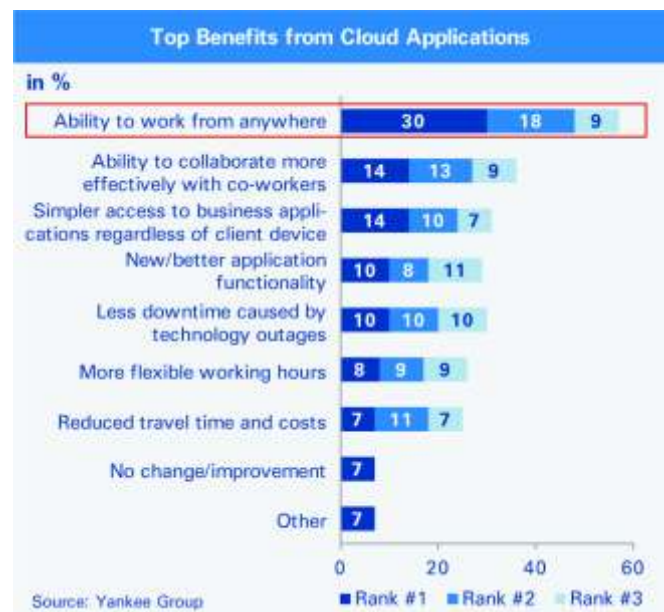 Top Benefits from Cloud Applications
in %
Ability to work from anywhere 30 18 9
Ability to collaborate more
effectively with co-workers 14 13 9
Simpler access to business appli-
cations regardless of client device 14 10 7
New/better application
functionality 10 8 11
Less downtime caused by
technology outages 10 10 10
More flexible working hours 8 9 9
Reduced travel time and costs 7 11 7
No change/improvement 7
Other 7
0 20 40 60
Source: Yankee Group Rank #1 Rank #2 Rank #3